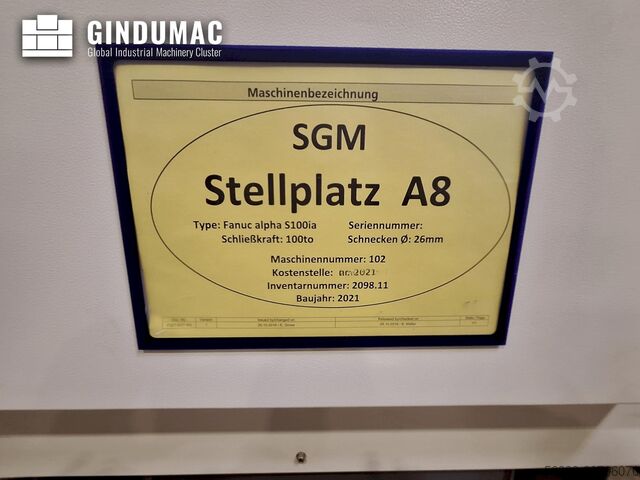 GINDUMAC
Global Industrial Machinery Cluster
Maschinenbezeichnung
SGM
Stellplatz A8
Type: Fanuc alpha S100ia Seriennummer:
Schließkraft: 100to Schnecken Ø: 26mm
Maschinennummer: 102
Kostenstelle:
Inventarnummer: 2098.11
Baujahr: 2021